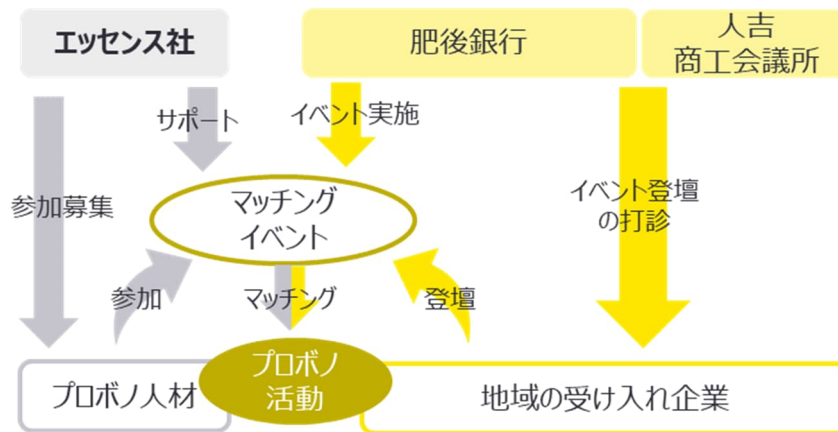 エッセンス社
肥後銀行
人吉
商工会議所
サポート
イベント実施
参加募集
マッチング
イベント
イベント登壇
の打診
参加
マッチング
登壇
プロボノ人材
プロボノ
活動
地域の受け入れ企業